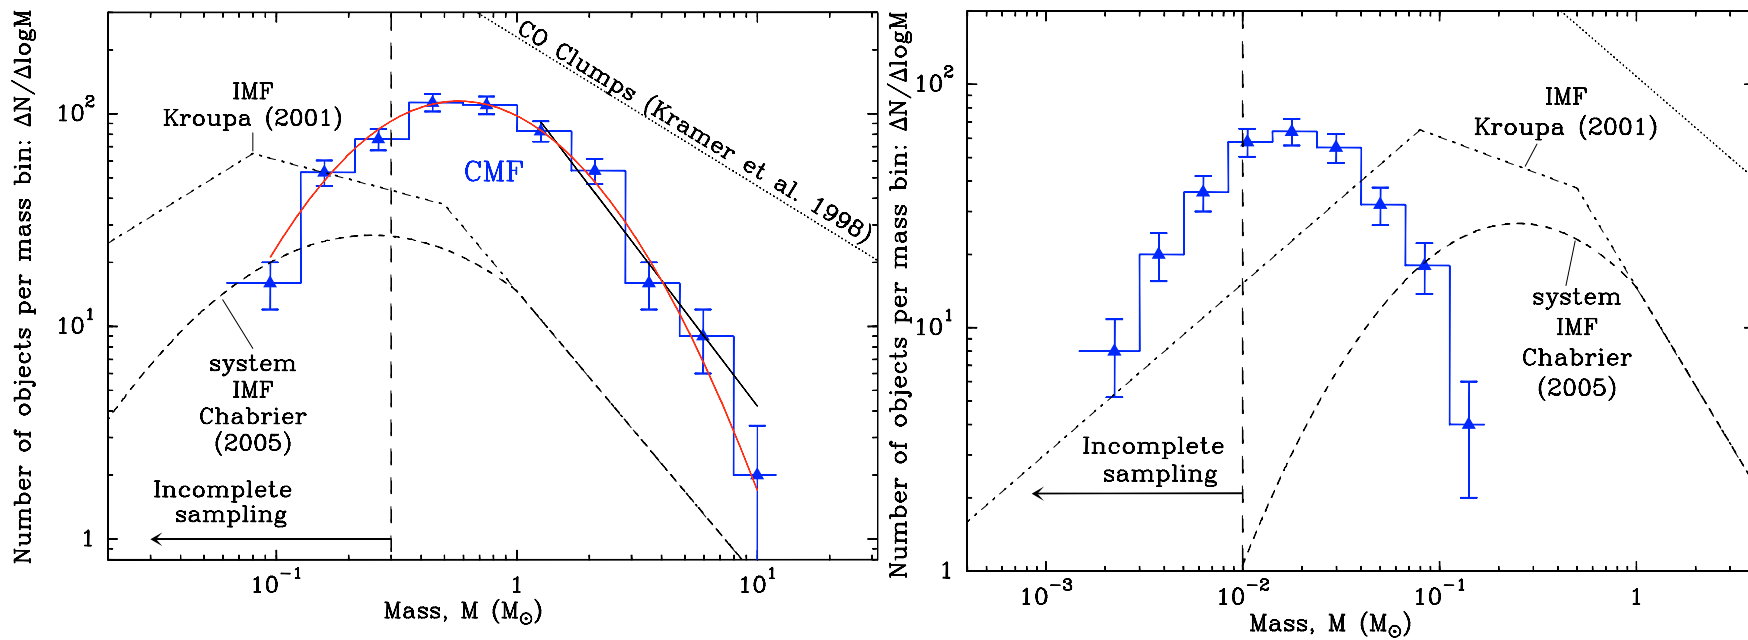 Number of objects per mass bin: ΔN/ΔlogM
10²
10
1
IMF
Kroupa (2001)
CMF
CO Clumps (Kramer et al. 1998)
system
IMF
Chabrier
(2005)
Incomplete
sampling
10⁻¹
1
10¹
Mass, M (M⊙)
Number of objects per mass bin: ΔN/ΔlogM
10²
10
1
IMF
Kroupa (2001)
system
IMF
Chabrier
(2005)
Incomplete
sampling
10⁻³
10⁻²
10⁻¹
1
Mass, M (M⊙)